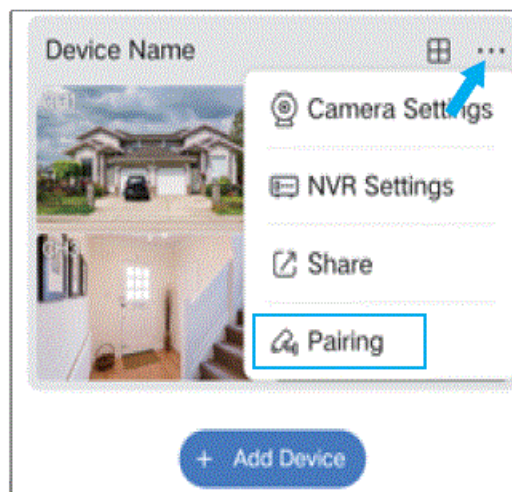 Device Name
Camera Settings
NVR Settings
Share
Pairing
+ Add Device